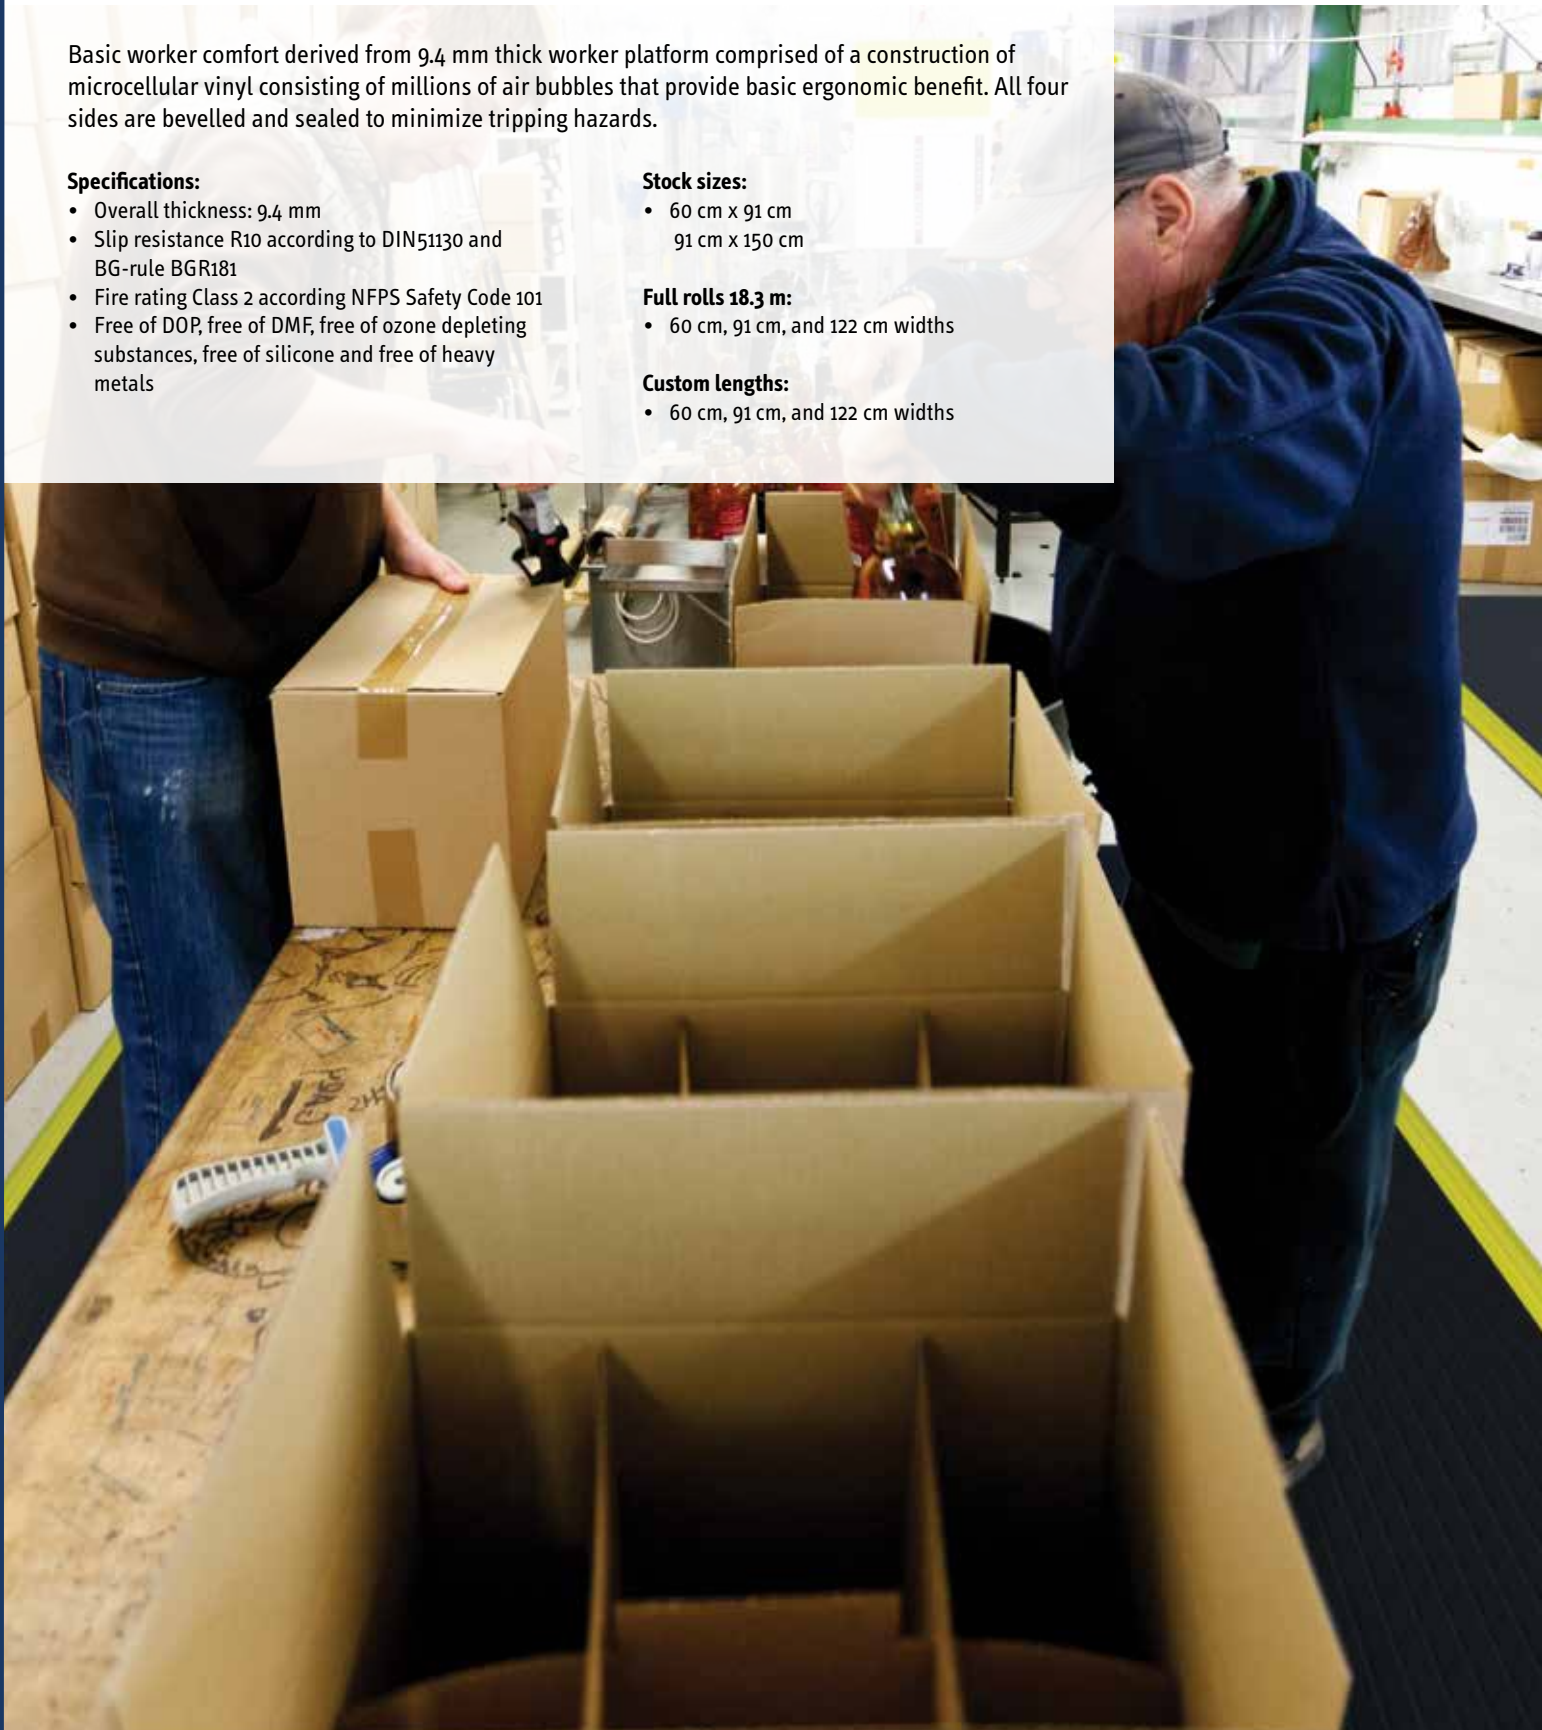 Basic worker comfort derived from 9.4 mm thick worker platform comprised of a construction of
microcellular vinyl consisting of millions of air bubbles that provide basic ergonomic benefit. All four
sides are bevelled and sealed to minimize tripping hazards.
Specifications:
• Overall thickness: 9.4 mm
• Slip resistance R10 according to DIN51130 and
BG-rule BGR181
• Fire rating Class 2 according NFPS Safety Code 101
• Free of DOP, free of DMF, free of ozone depleting
substances, free of silicone and free of heavy
metals
Stock sizes:
• 60 cm x 91 cm
91 cm x 150 cm
Full rolls 18.3 m:
• 60 cm, 91 cm, and 122 cm widths
Custom lengths:
• 60 cm, 91 cm, and 122 cm widths